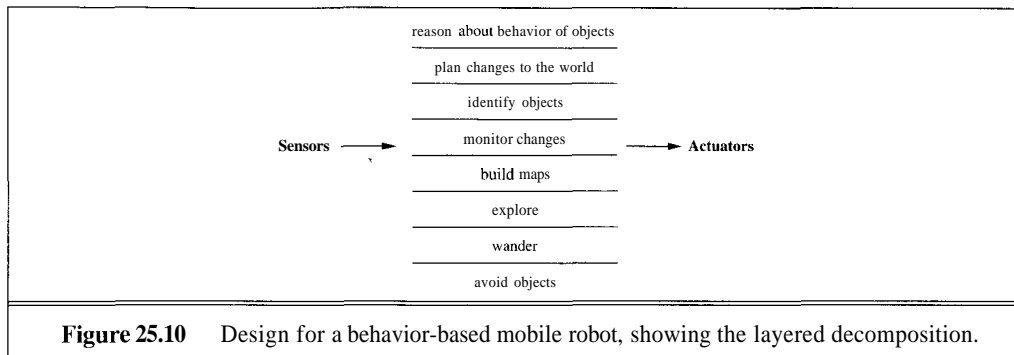 reason about behavior of objects
plan changes to the world
identify objects
Sensors monitor changes Actuators
build maps
explore
wander
avoid objects
Figure 25.10 Design for a behavior-based mobile robot, showing the layered decomposition.